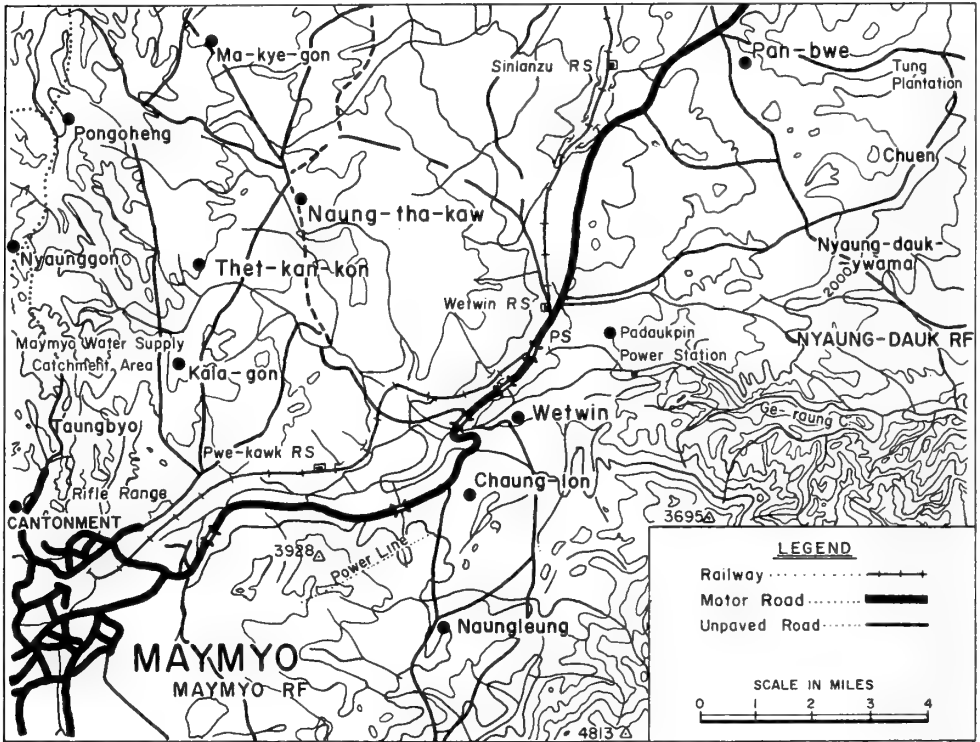 Ma-kye-gon
Sinlanzu RS
Pan-bwe
Tung
Plantation
Pongoheng
Chuen
Naung-tha-kaw
Nyaunggon
Thet-kan-kon
Nyaung-dauk-
ywama
2000
Wetwin RS
PS
Padaukpin
Power Station
NYAUNG-DAUK RF
Maymyo Water Supply
Catchment Area
Kala-gon
Ge-raung C.
Wetwin
Taungbyo
Pwe-kawk RS
Chaung-lon
Rifle Range
CANTONMENT
3695
3928
Power Line
Naungleung
MAYMYO
MAYMYO RF
4813
LEGEND
Railway
Motor Road
Unpaved Road
SCALE IN MILES
0 1 2 3 4